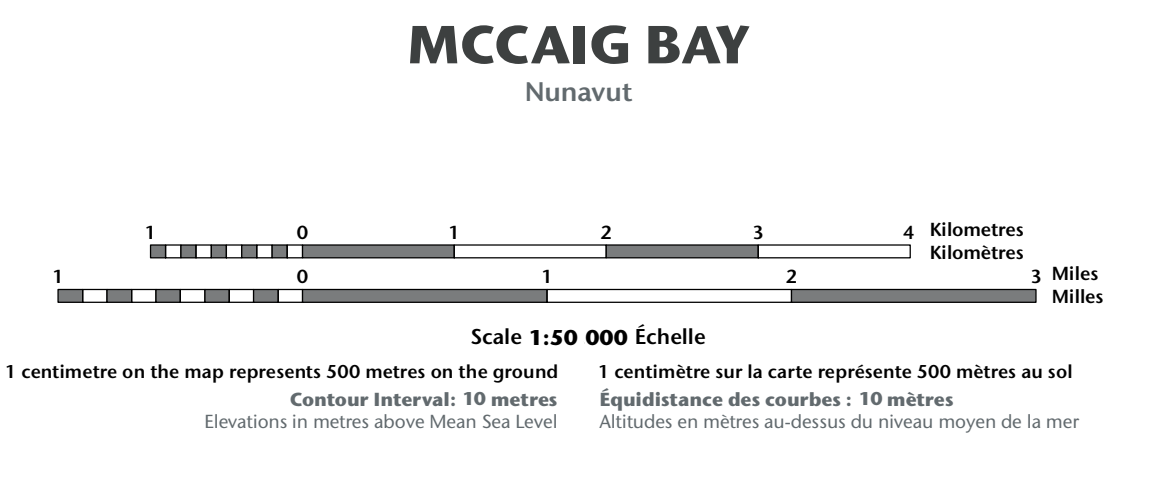 MCCAIG BAY
Nunavut
1 0 1 2 3 4 Kilometres
Kilomètres
1 0 1 2 3 Miles
Milles
Scale 1:50 000 Échelle
1 centimetre on the map represents 500 metres on the ground
Contour Interval: 10 metres
Elevations in metres above Mean Sea Level
1 centimètre sur la carte représente 500 mètres au sol
Équidistance des courbes : 10 mètres
Altitudes en mètres au-dessus du niveau moyen de la mer